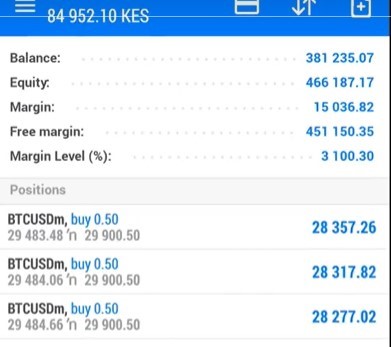 84 952.10 KES
Balance: 381 235.07
Equity: 466 187.17
Margin: 15 036.82
Free margin: 451 150.35
Margin Level (%): 3 100.30
Positions
BTCUSDm, buy 0.50
29 483.48 'n 29 900.50
28 357.26
BTCUSDm, buy 0.50
29 484.06 'n 29 900.50
28 317.82
BTCUSDm, buy 0.50
29 484.66 'n 29 900.50
28 277.02